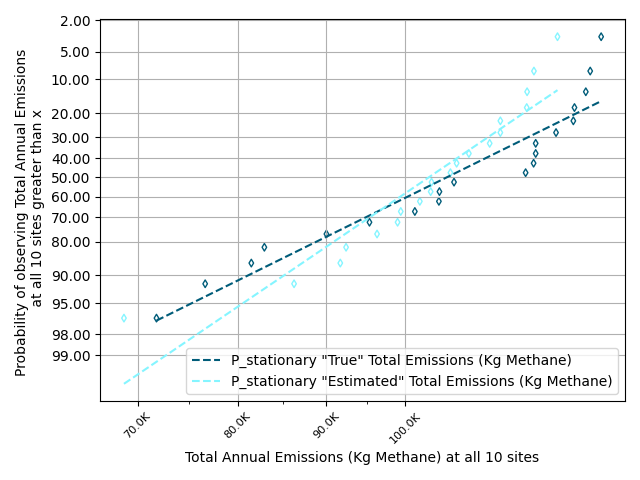 2.00
5.00
10.00
20.00
30.00
40.00
50.00
60.00
70.00
80.00
90.00
95.00
98.00
99.00
Probability of observing Total Annual Emissions
at all 10 sites greater than x
P_stationary "True" Total Emissions (Kg Methane)
P_stationary "Estimated" Total Emissions (Kg Methane)
70.0K
80.0K
90.0K
100.0K
Total Annual Emissions (Kg Methane) at all 10 sites